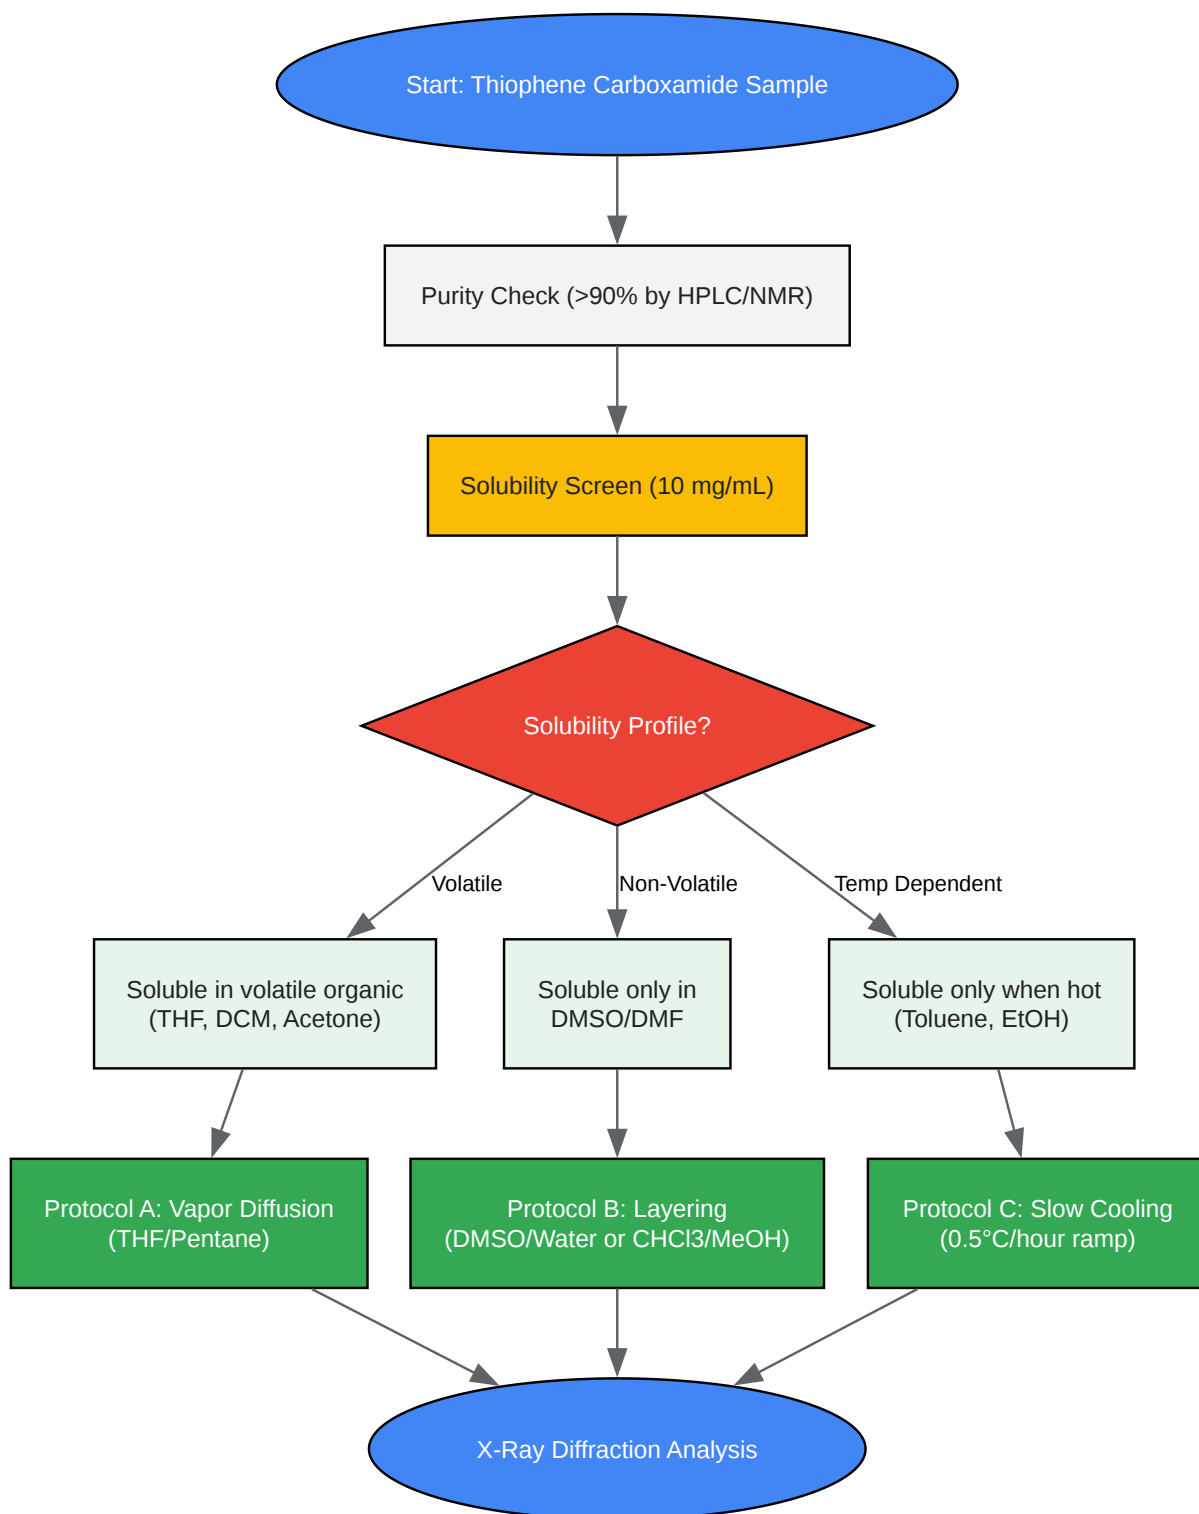 Start: Thiophene Carboxamide Sample
Purity Check (>90% by HPLC/NMR)
Solubility Screen (10 mg/mL)
Solubility Profile?
Volatile
Non-Volatile
Temp Dependent
Soluble in volatile organic
(THF, DCM, Acetone)
Soluble only in
DMSO/DMF
Soluble only when hot
(Toluene, EtOH)
Protocol A: Vapor Diffusion
(THF/Pentane)
Protocol B: Layering
(DMSO/Water or CHCl3/MeOH)
Protocol C: Slow Cooling
(0.5°C/hour ramp)
X-Ray Diffraction Analysis